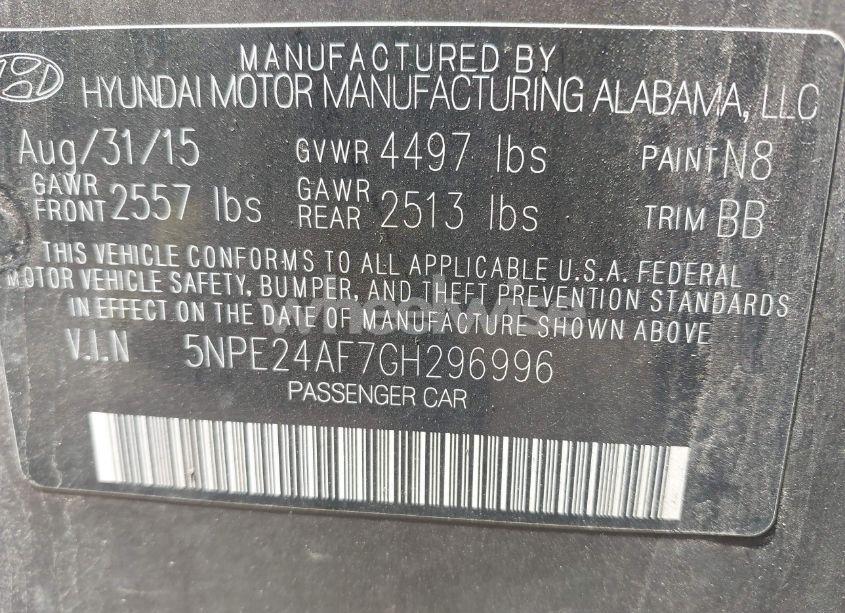 MANUFACTURED BY
HYUNDAI MOTOR MANUFACTURING ALABAMA, LLC
Aug/31/15 GVWR 4497 lbs PAINT N8
GAWR FRONT 2557 lbs GAWR REAR 2513 lbs TRIM BB
THIS VEHICLE CONFORMS TO ALL APPLICABLE U.S.A. FEDERAL
MOTOR VEHICLE SAFETY, BUMPER, AND THEFT PREVENTION STANDARDS
IN EFFECT ON THE DATE OF MANUFACTURE SHOWN ABOVE
wheelwise
V.I.N 5NPE24AF7GH296996
PASSENGER CAR